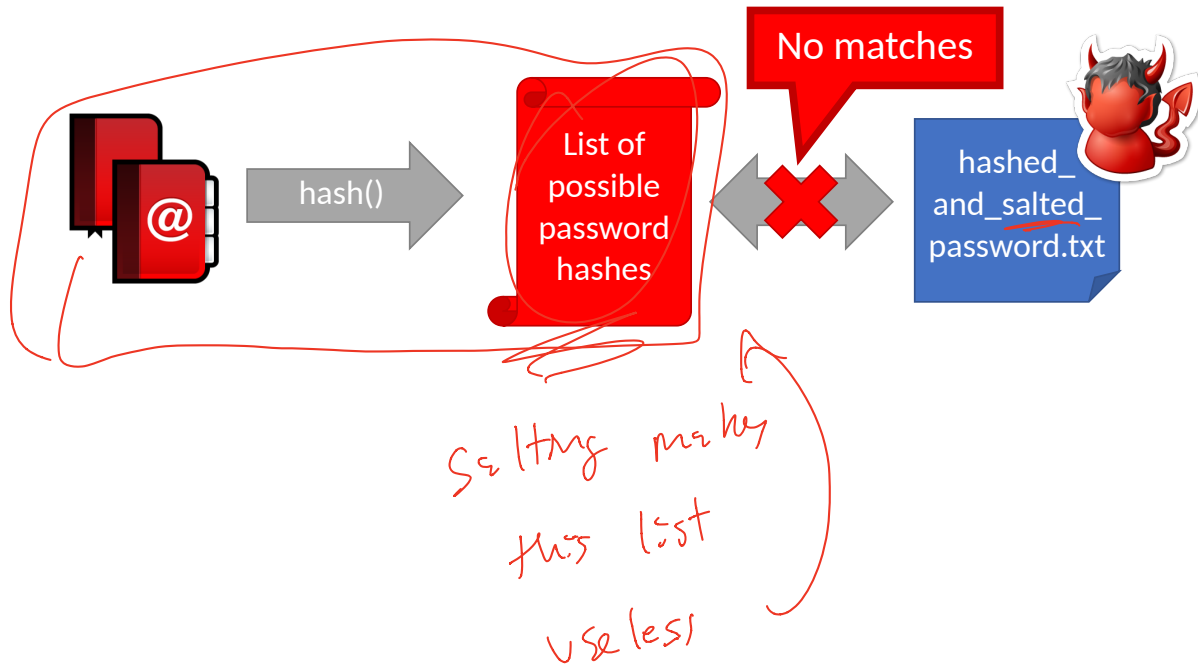 No matches
@
hash()
List of
possible
password
hashes
hashed_
and_salted_
password.txt
Salting makes
this list
useless